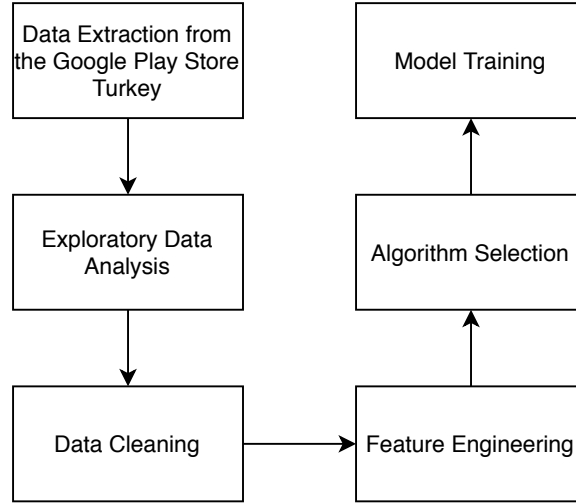 Data Extraction from
the Google Play Store
Turkey
Exploratory Data
Analysis
Data Cleaning
Feature Engineering
Algorithm Selection
Model Training